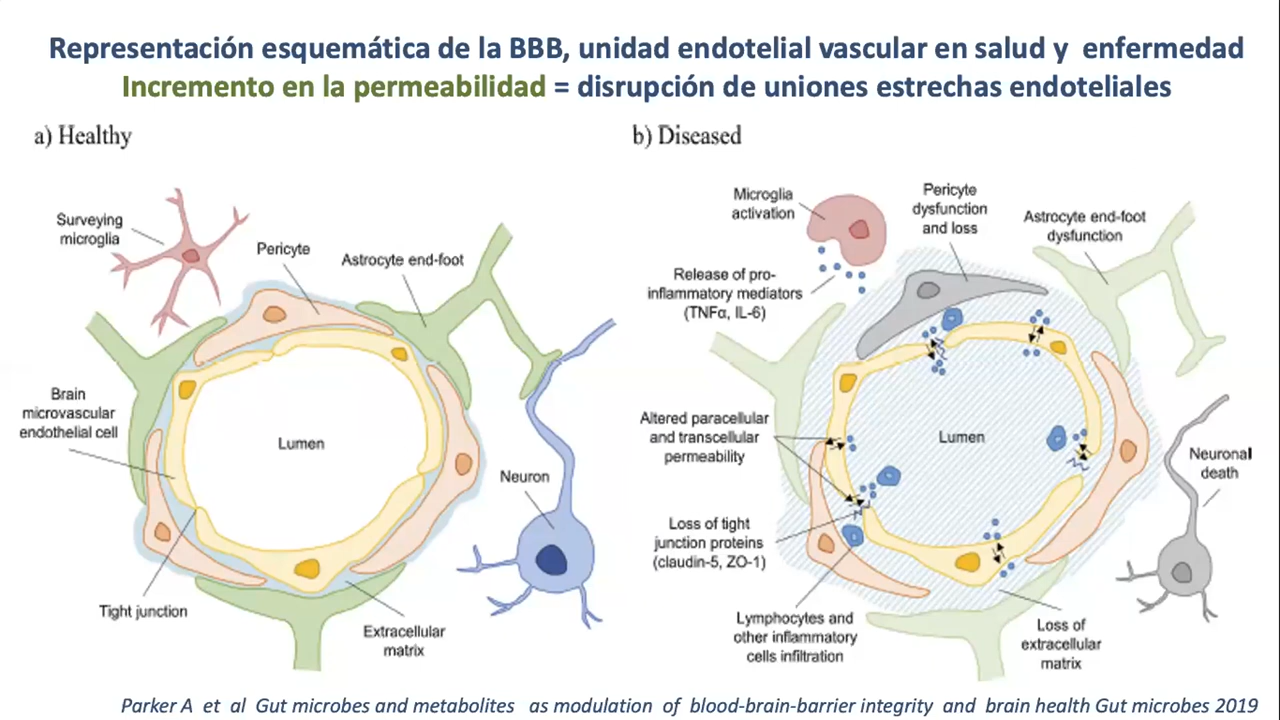 Representación esquemática de la BBB, unidad endotelial vascular en salud y enfermedad
Incremento en la permeabilidad = disrupción de uniones estrechas endoteliales
a) Healthy
Surveying
microglia
Pericyte
Astrocyte end-foot
Brain
microvascular
endothelial cell
Lumen
Neuron
Tight junction
Extracellular
matrix
b) Diseased
Microglia
activation
Pericyte
dysfunction
and loss
Astrocyte end-foot
dysfunction
Release of pro-
inflammatory mediators
(TNFα, IL-6)
Altered paracellular
and transcellular
permeability
Lumen
Neuronal
death
Loss of tight
junction proteins
(claudin-5, ZO-1)
Lymphocytes and
other inflammatory
cells infiltration
Loss of
extracellular
matrix
Parker A et al Gut microbes and metabolites as modulation of blood-brain-barrier integrity and brain health Gut microbes 2019